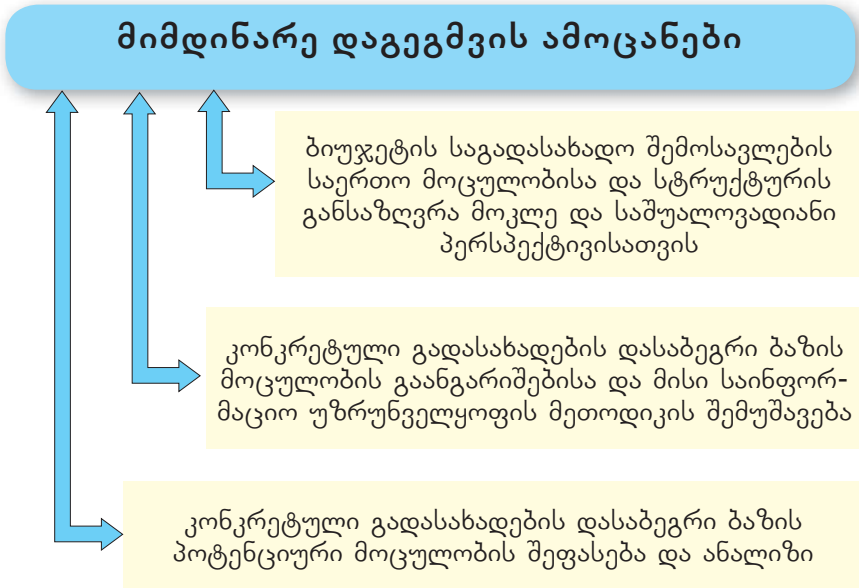 მიმდინარე დაგეგმვის ამოცანები
ბიუჯეტის საგადასახადო შემოსავლების
საერთო მოცულობისა და სტრუქტურის
განსაზღვრა მოკლე და საშუალოვადიანი
პერსპექტივისათვის
კონკრეტული გადასახადების დასაბეგრი ბაზის
მოცულობის გაანგარიშებისა და მისი საინფორ-
მაციო უზრუნველყოფის მეთოდიკის შემუშავება
კონკრეტული გადასახადების დასაბეგრი ბაზის
პოტენციური მოცულობის შეფასება და ანალიზი